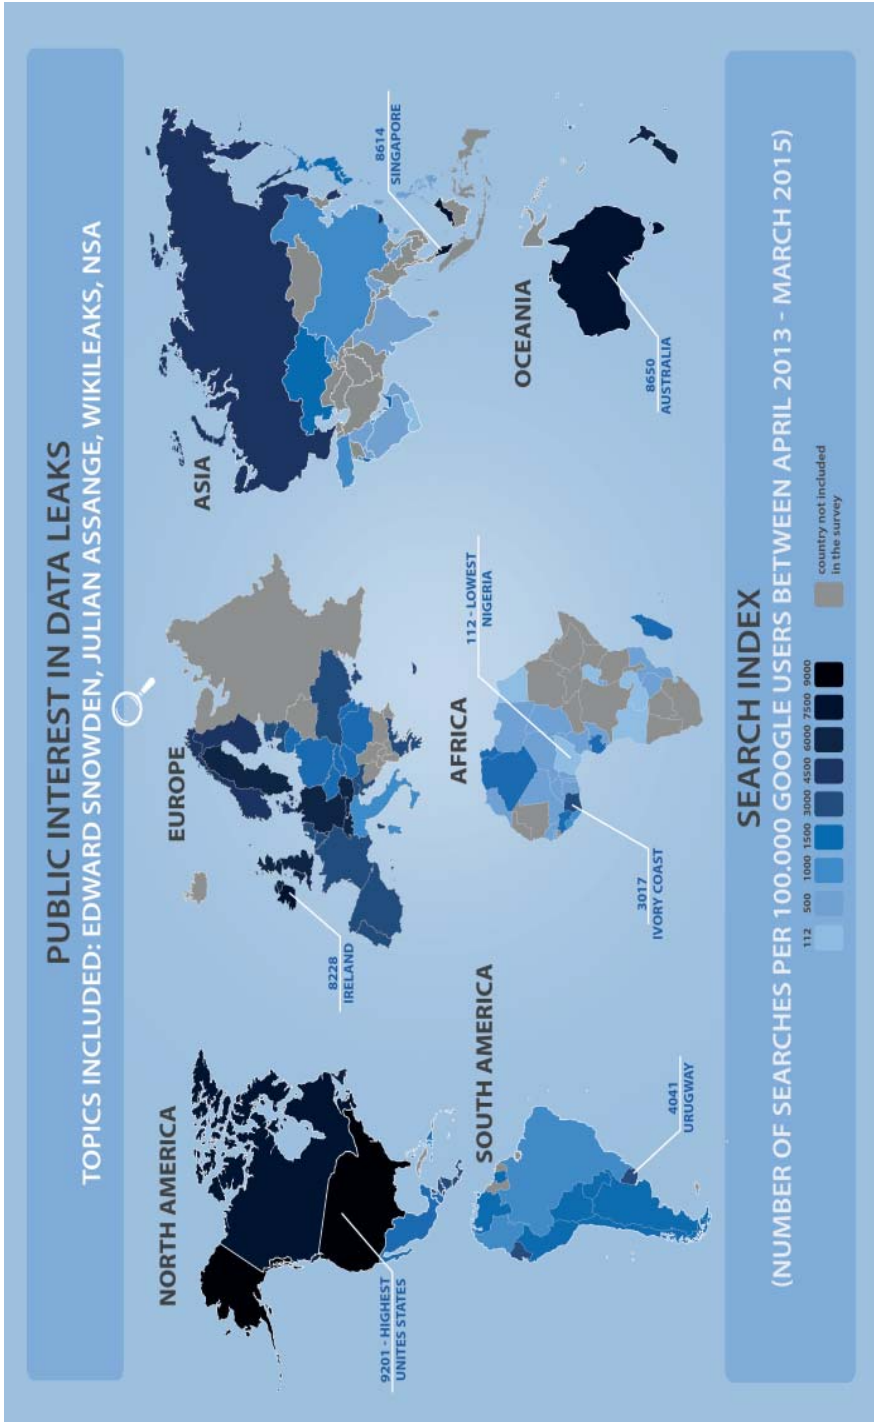 PUBLIC INTEREST IN DATA LEAKS
TOPICS INCLUDED: EDWARD SNOWDEN, JULIAN ASSANGE, WIKILEAKS, NSA
NORTH AMERICA
9201 - HIGHEST
UNITES STATES
EUROPE
8228
IRELAND
ASIA
8614
SINGAPORE
SOUTH AMERICA
4041
URUGWAY
AFRICA
112 - LOWEST
NIGERIA
3017
IVORY COAST
OCEANIA
8650
AUSTRALIA
SEARCH INDEX
(NUMBER OF SEARCHES PER 100.000 GOOGLE USERS BETWEEN APRIL 2013 - MARCH 2015)
112 500 1000 1500 3000 4500 6000 7500 9000
country not included
in the survey